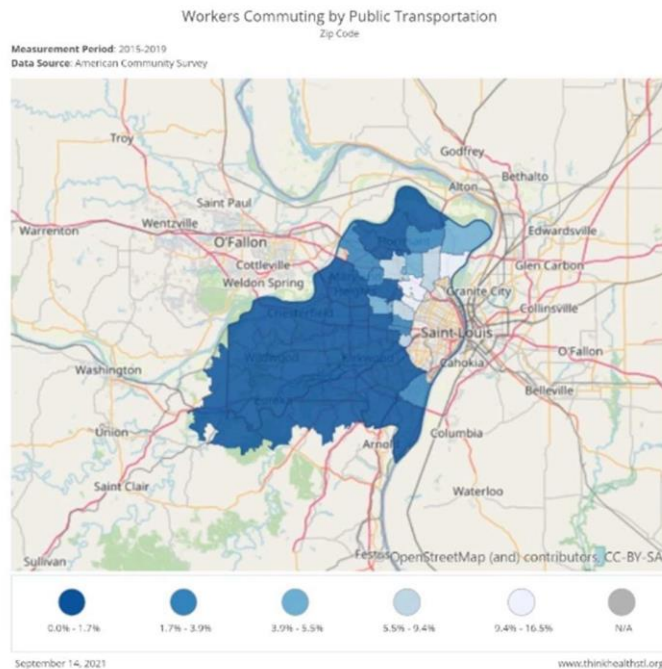 Workers Commuting by Public Transportation
Zip Code
Measurement Period: 2015-2019
Data Source: American Community Survey
Troy
Godfrey
Bethalto
Alton
Saint Paul
Wentzville
Warrenton
O'Fallon
Edwardsville
Cottleville
Glen Carbon
Weldon Spring
Granite City
Collinsville
Chesterfield
Saint Louis
O'Fallon
Wildwood
Kirkwood
Cahokia
Washington
Belleville
Union
Arnold
Columbia
Saint Clair
Waterloo
Sullivan
Festus
OpenStreetMap (and) contributors, CC-BY-SA
0.0% - 1.7% 1.7% - 3.9% 3.9% - 5.5% 5.5% - 9.4% 9.4% - 16.5% N/A
September 14, 2021 www.thinkhealthstl.org